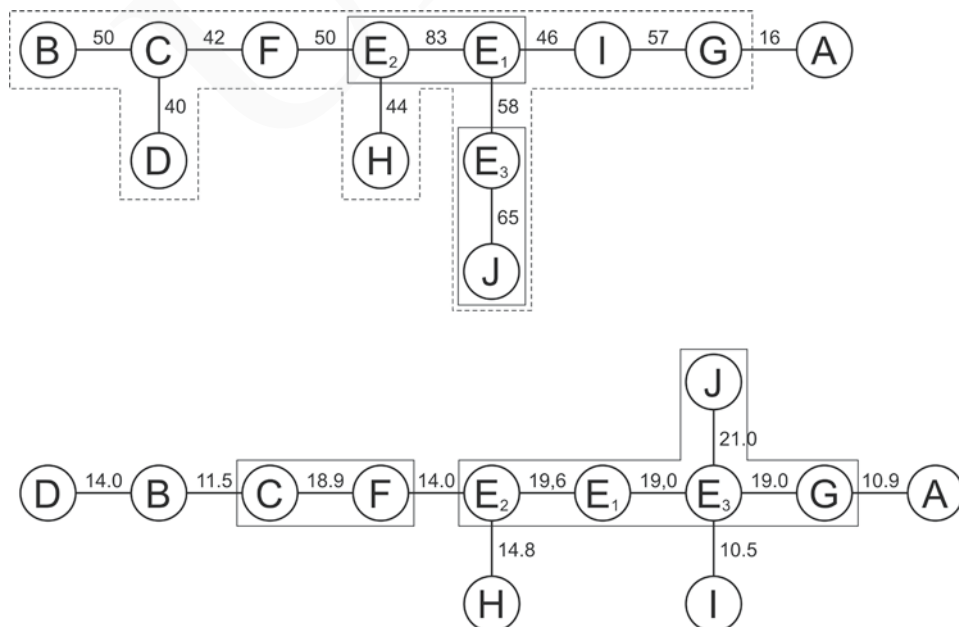 B 50 C 42 F 50 E2 83 E1 46 I 57 G 16 A
40 44 58
D H E3
65
J
J
21.0
D 14.0 B 11.5 C 18.9 F 14.0 E2 19,6 E1 19,0 E3 19.0 G 10.9 A
14.8 10.5
H I